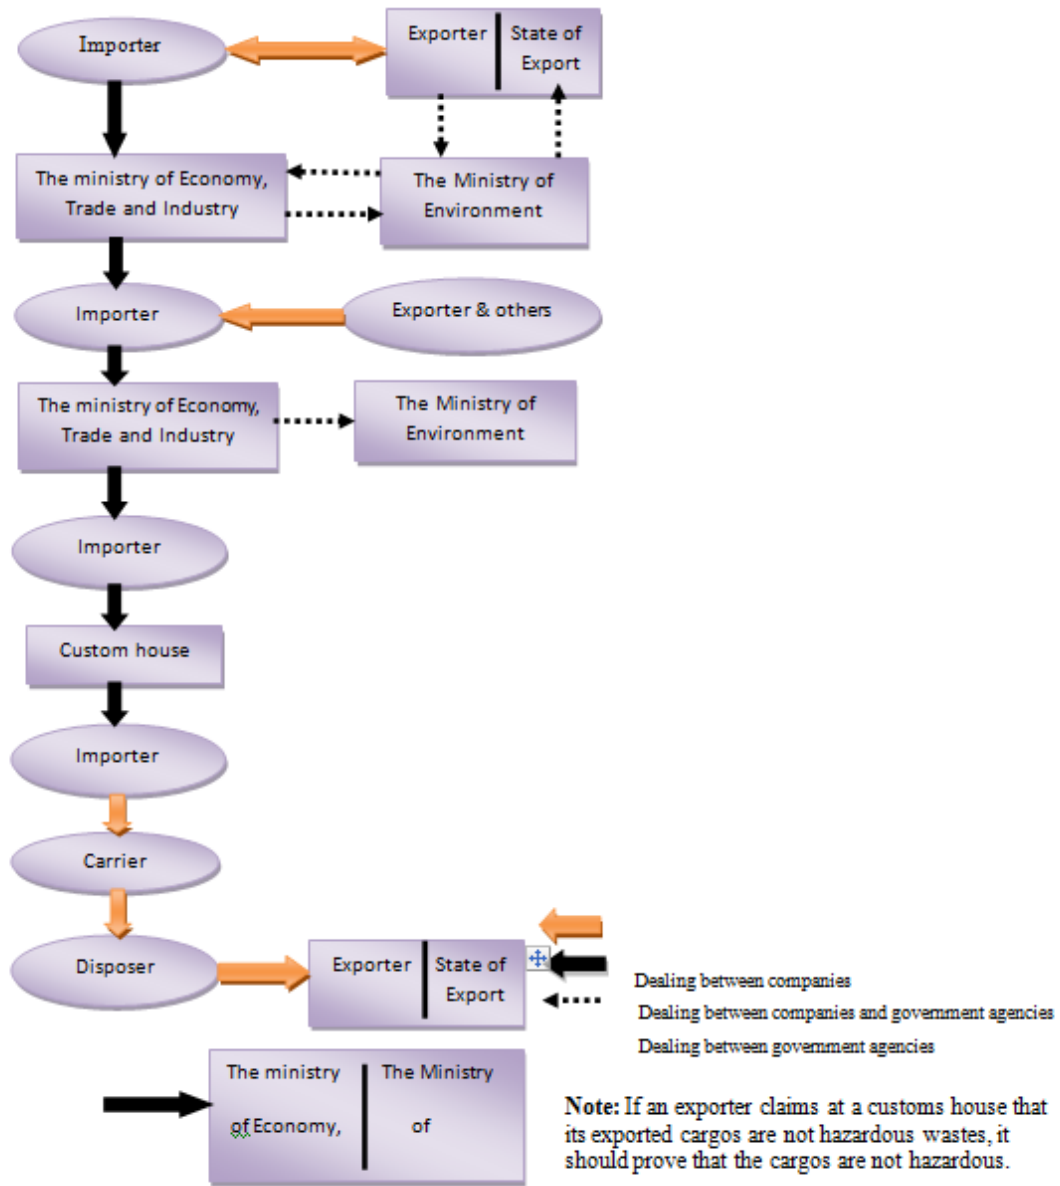 Importer
Exporter
State of
Export
The ministry of Economy,
Trade and Industry
The Ministry of
Environment
Importer
Exporter & others
The ministry of Economy,
Trade and Industry
The Ministry of
Environment
Importer
Custom house
Importer
Carrier
Disposer
Exporter
State of
Export
Dealing between companies
Dealing between companies and government agencies
Dealing between government agencies
The ministry
of Economy,
The Ministry
of
Note: If an exporter claims at a customs house that
its exported cargos are not hazardous wastes, it
should prove that the cargos are not hazardous.